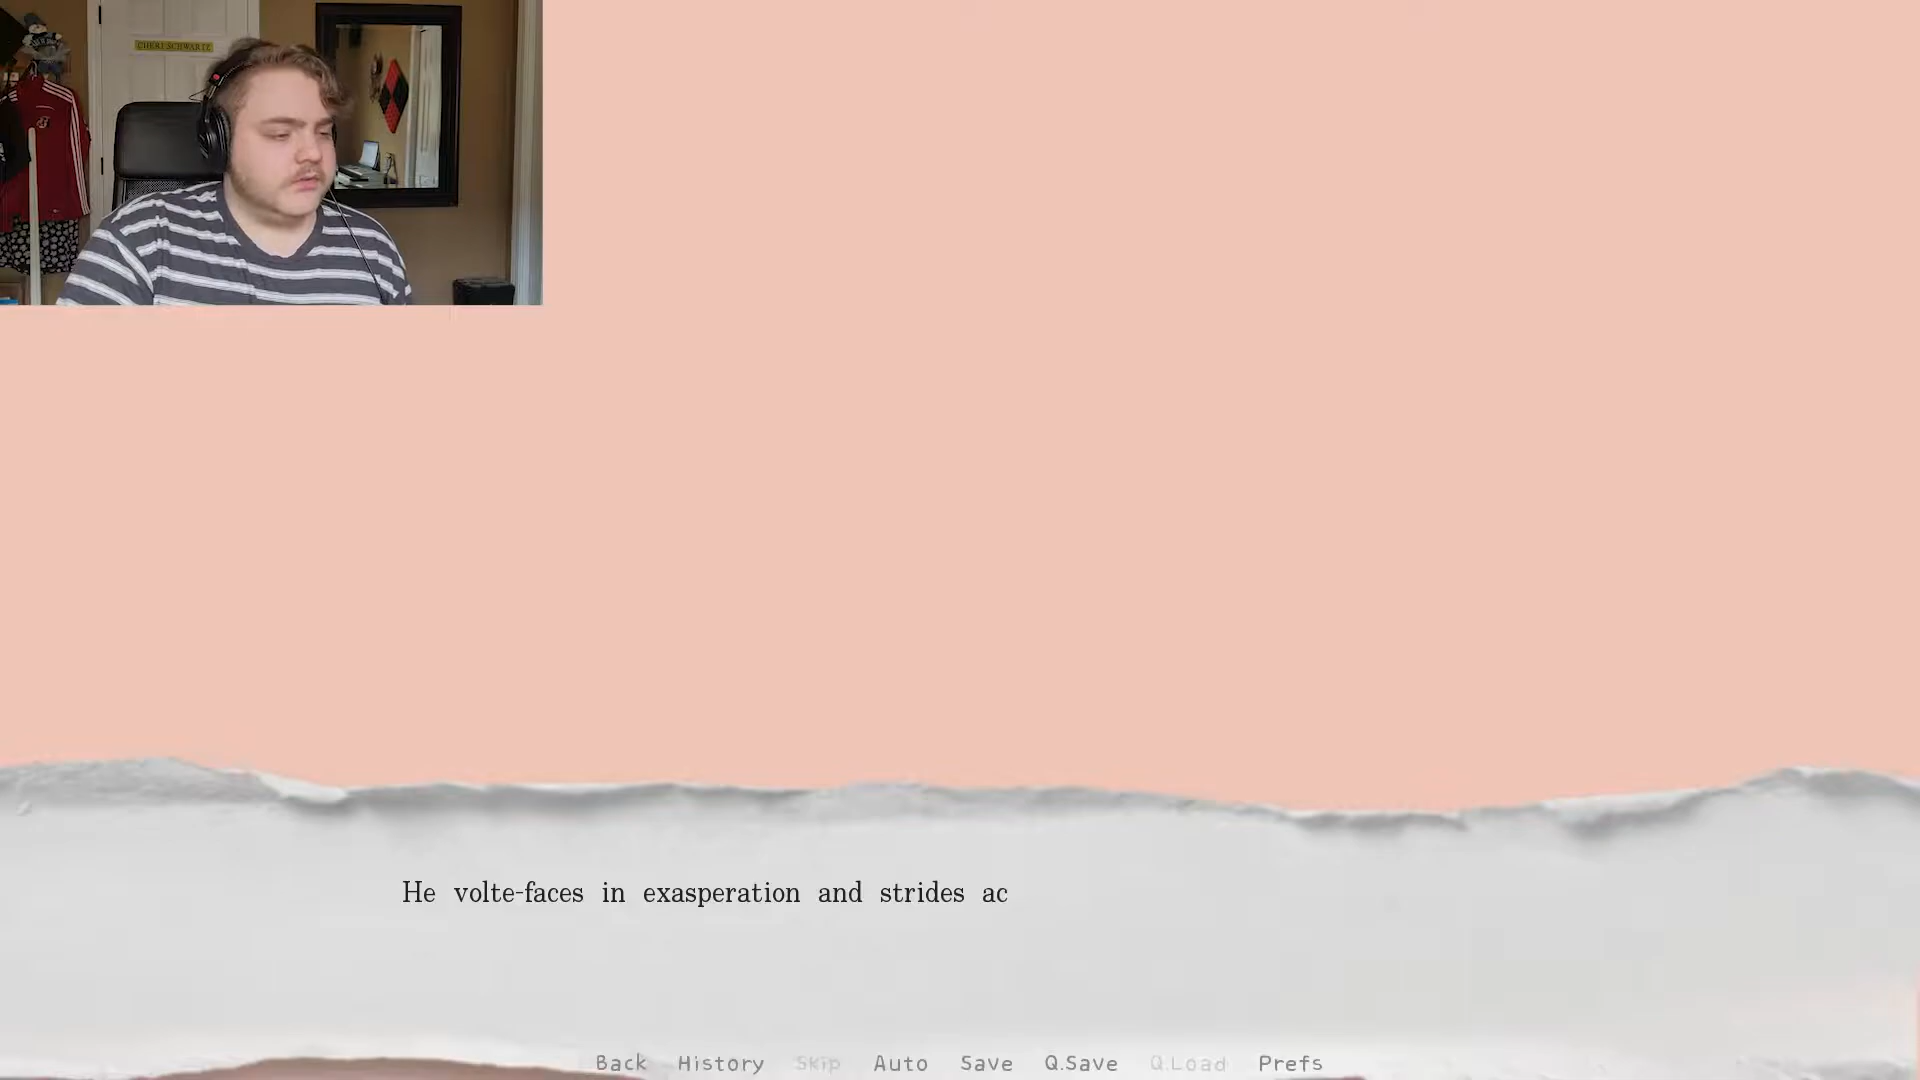 CHERI SCHWARTZ
He volte-faces in exasperation and strides ac
Back History Skip Auto Save Q.Save Q.Load Prefs